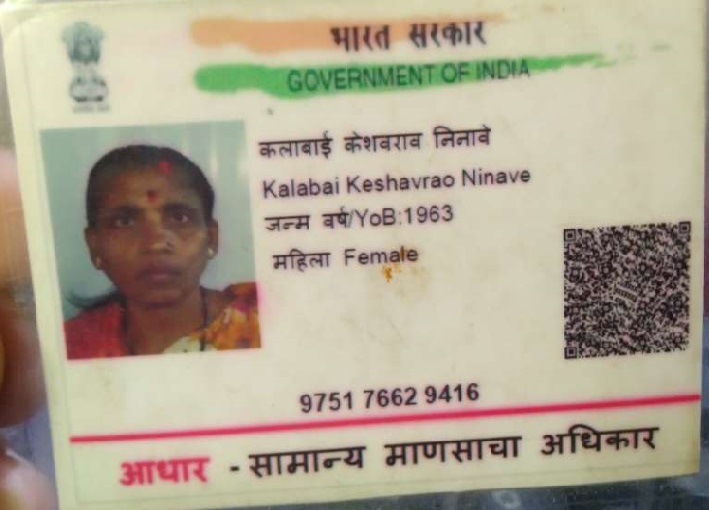 भारत सरकार
GOVERNMENT OF INDIA
कलाबाई केशवराव निनावे
Kalabai Keshavrao Ninave
जन्म वर्ष/YoB:1963
महिला Female
9751 7662 9416
आधार - सामान्य माणसाचा अधिकार